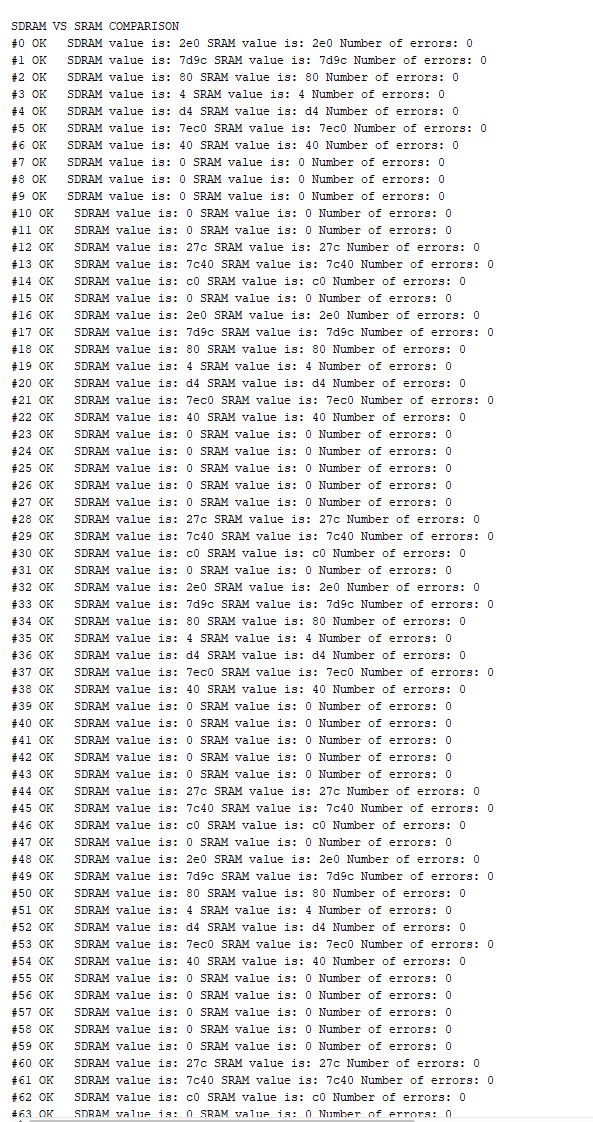 SDRAM VS SRAM COMPARISON
#0 OK SDRAM value is: 2e0 SRAM value is: 2e0 Number of errors: 0
#1 OK SDRAM value is: 7d9c SRAM value is: 7d9c Number of errors: 0
#2 OK SDRAM value is: 80 SRAM value is: 80 Number of errors: 0
#3 OK SDRAM value is: 4 SRAM value is: 4 Number of errors: 0
#4 OK SDRAM value is: d4 SRAM value is: d4 Number of errors: 0
#5 OK SDRAM value is: 7ec0 SRAM value is: 7ec0 Number of errors: 0
#6 OK SDRAM value is: 40 SRAM value is: 40 Number of errors: 0
#7 OK SDRAM value is: 0 SRAM value is: 0 Number of errors: 0
#8 OK SDRAM value is: 0 SRAM value is: 0 Number of errors: 0
#9 OK SDRAM value is: 0 SRAM value is: 0 Number of errors: 0
#10 OK SDRAM value is: 0 SRAM value is: 0 Number of errors: 0
#11 OK SDRAM value is: 0 SRAM value is: 0 Number of errors: 0
#12 OK SDRAM value is: 27c SRAM value is: 27c Number of errors: 0
#13 OK SDRAM value is: 7c40 SRAM value is: 7c40 Number of errors: 0
#14 OK SDRAM value is: c0 SRAM value is: c0 Number of errors: 0
#15 OK SDRAM value is: 0 SRAM value is: 0 Number of errors: 0
#16 OK SDRAM value is: 2e0 SRAM value is: 2e0 Number of errors: 0
#17 OK SDRAM value is: 7d9c SRAM value is: 7d9c Number of errors: 0
#18 OK SDRAM value is: 80 SRAM value is: 80 Number of errors: 0
#19 OK SDRAM value is: 4 SRAM value is: 4 Number of errors: 0
#20 OK SDRAM value is: d4 SRAM value is: d4 Number of errors: 0
#21 OK SDRAM value is: 7ec0 SRAM value is: 7ec0 Number of errors: 0
#22 OK SDRAM value is: 40 SRAM value is: 40 Number of errors: 0
#23 OK SDRAM value is: 0 SRAM value is: 0 Number of errors: 0
#24 OK SDRAM value is: 0 SRAM value is: 0 Number of errors: 0
#25 OK SDRAM value is: 0 SRAM value is: 0 Number of errors: 0
#26 OK SDRAM value is: 0 SRAM value is: 0 Number of errors: 0
#27 OK SDRAM value is: 0 SRAM value is: 0 Number of errors: 0
#28 OK SDRAM value is: 27c SRAM value is: 27c Number of errors: 0
#29 OK SDRAM value is: 7c40 SRAM value is: 7c40 Number of errors: 0
#30 OK SDRAM value is: c0 SRAM value is: c0 Number of errors: 0
#31 OK SDRAM value is: 0 SRAM value is: 0 Number of errors: 0
#32 OK SDRAM value is: 2e0 SRAM value is: 2e0 Number of errors: 0
#33 OK SDRAM value is: 7d9c SRAM value is: 7d9c Number of errors: 0
#34 OK SDRAM value is: 80 SRAM value is: 80 Number of errors: 0
#35 OK SDRAM value is: 4 SRAM value is: 4 Number of errors: 0
#36 OK SDRAM value is: d4 SRAM value is: d4 Number of errors: 0
#37 OK SDRAM value is: 7ec0 SRAM value is: 7ec0 Number of errors: 0
#38 OK SDRAM value is: 40 SRAM value is: 40 Number of errors: 0
#39 OK SDRAM value is: 0 SRAM value is: 0 Number of errors: 0
#40 OK SDRAM value is: 0 SRAM value is: 0 Number of errors: 0
#41 OK SDRAM value is: 0 SRAM value is: 0 Number of errors: 0
#42 OK SDRAM value is: 0 SRAM value is: 0 Number of errors: 0
#43 OK SDRAM value is: 0 SRAM value is: 0 Number of errors: 0
#44 OK SDRAM value is: 27c SRAM value is: 27c Number of errors: 0
#45 OK SDRAM value is: 7c40 SRAM value is: 7c40 Number of errors: 0
#46 OK SDRAM value is: c0 SRAM value is: c0 Number of errors: 0
#47 OK SDRAM value is: 0 SRAM value is: 0 Number of errors: 0
#48 OK SDRAM value is: 2e0 SRAM value is: 2e0 Number of errors: 0
#49 OK SDRAM value is: 7d9c SRAM value is: 7d9c Number of errors: 0
#50 OK SDRAM value is: 80 SRAM value is: 80 Number of errors: 0
#51 OK SDRAM value is: 4 SRAM value is: 4 Number of errors: 0
#52 OK SDRAM value is: d4 SRAM value is: d4 Number of errors: 0
#53 OK SDRAM value is: 7ec0 SRAM value is: 7ec0 Number of errors: 0
#54 OK SDRAM value is: 40 SRAM value is: 40 Number of errors: 0
#55 OK SDRAM value is: 0 SRAM value is: 0 Number of errors: 0
#56 OK SDRAM value is: 0 SRAM value is: 0 Number of errors: 0
#57 OK SDRAM value is: 0 SRAM value is: 0 Number of errors: 0
#58 OK SDRAM value is: 0 SRAM value is: 0 Number of errors: 0
#59 OK SDRAM value is: 0 SRAM value is: 0 Number of errors: 0
#60 OK SDRAM value is: 27c SRAM value is: 27c Number of errors: 0
#61 OK SDRAM value is: 7c40 SRAM value is: 7c40 Number of errors: 0
#62 OK SDRAM value is: c0 SRAM value is: c0 Number of errors: 0
#63 OK SDRAM value is: 0 SRAM value is: 0 Number of errors: 0